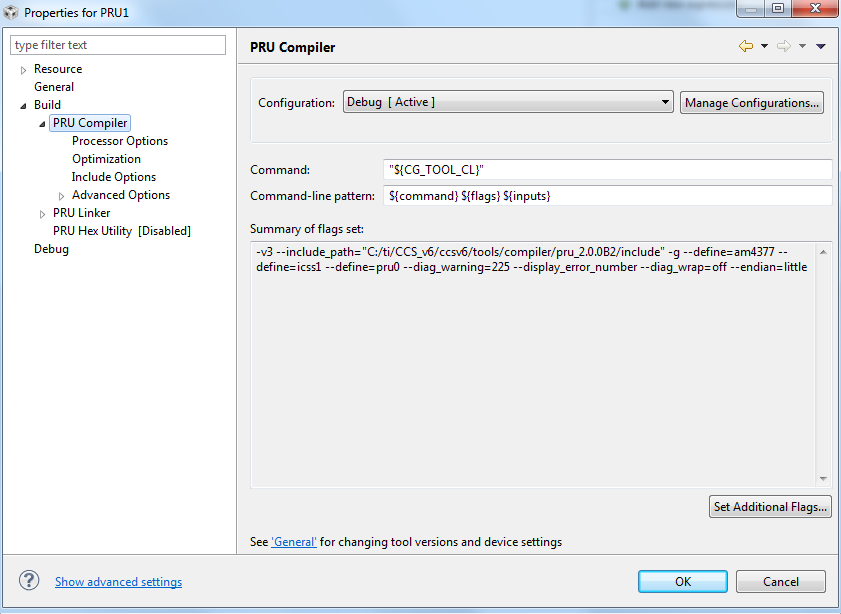 Properties for PRU1
type filter text
Resource
General
Build
PRU Compiler
Processor Options
Optimization
Include Options
Advanced Options
PRU Linker
PRU Hex Utility [Disabled]
Debug
PRU Compiler
Configuration: Debug [ Active ] Manage Configurations...
Command: "${CG_TOOL_CL}"
Command-line pattern: ${command} ${flags} ${inputs}
Summary of flags set:
-v3 --include_path="C:/ti/CCS_v6/ccsv6/tools/compiler/pru_2.0.0B2/include" -g --define=am4377 --
define=icss1 --define=pru0 --diag_warning=225 --display_error_number --diag_wrap=off --endian=little
Set Additional Flags...
See 'General' for changing tool versions and device settings
Show advanced settings
OK Cancel